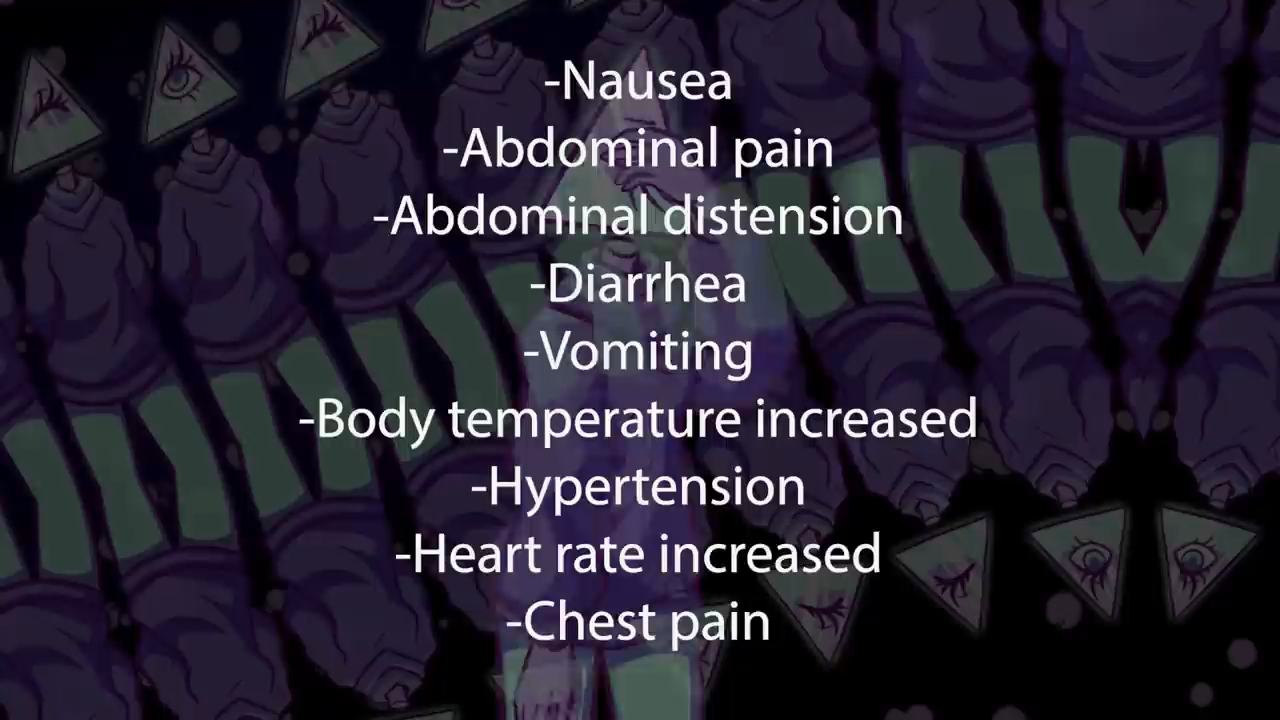 -Nausea
-Abdominal pain
-Abdominal distension
-Diarrhea
-Vomiting
-Body temperature increased
-Hypertension
-Heart rate increased
-Chest pain